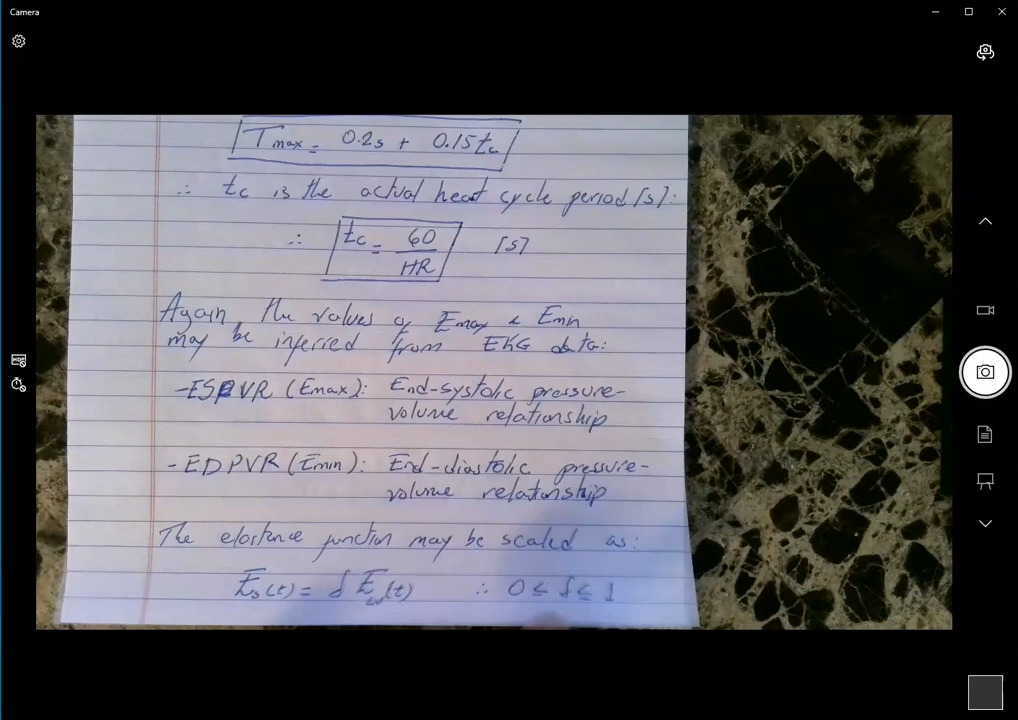 Camera
Tmax = 0.2s + 0.15tc
∴ tc is the actual heat cycle period [s]:
∴ tc = 60/HR [s]
Again, the values of Emax & Emin
may be inferred from EKG data:
- ESPVR (Emax): End-systolic pressure-
volume relationship
- EDPVR (Emin): End-diastolic pressure-
volume relationship
The elastance function may be scaled as:
Es(t) = δ E(t) ∴ 0 ≤ δ ≤ 1